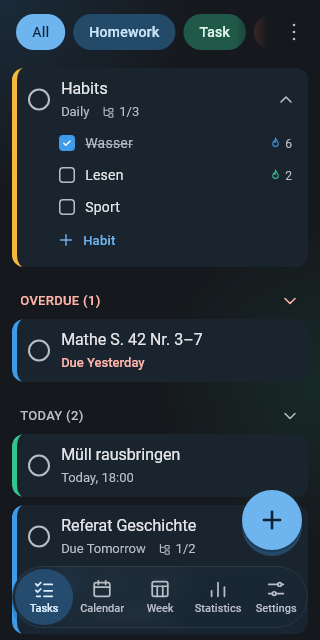 All
Homework
Task
Habits
Daily 1/3
Wasser 6
Lesen 2
Sport
+ Habit
OVERDUE (1)
Mathe S. 42 Nr. 3–7
Due Yesterday
TODAY (2)
Müll rausbringen
Today, 18:00
Referat Geschichte
Due Tomorrow 1/2
Tasks
Calendar
Week
Statistics
Settings